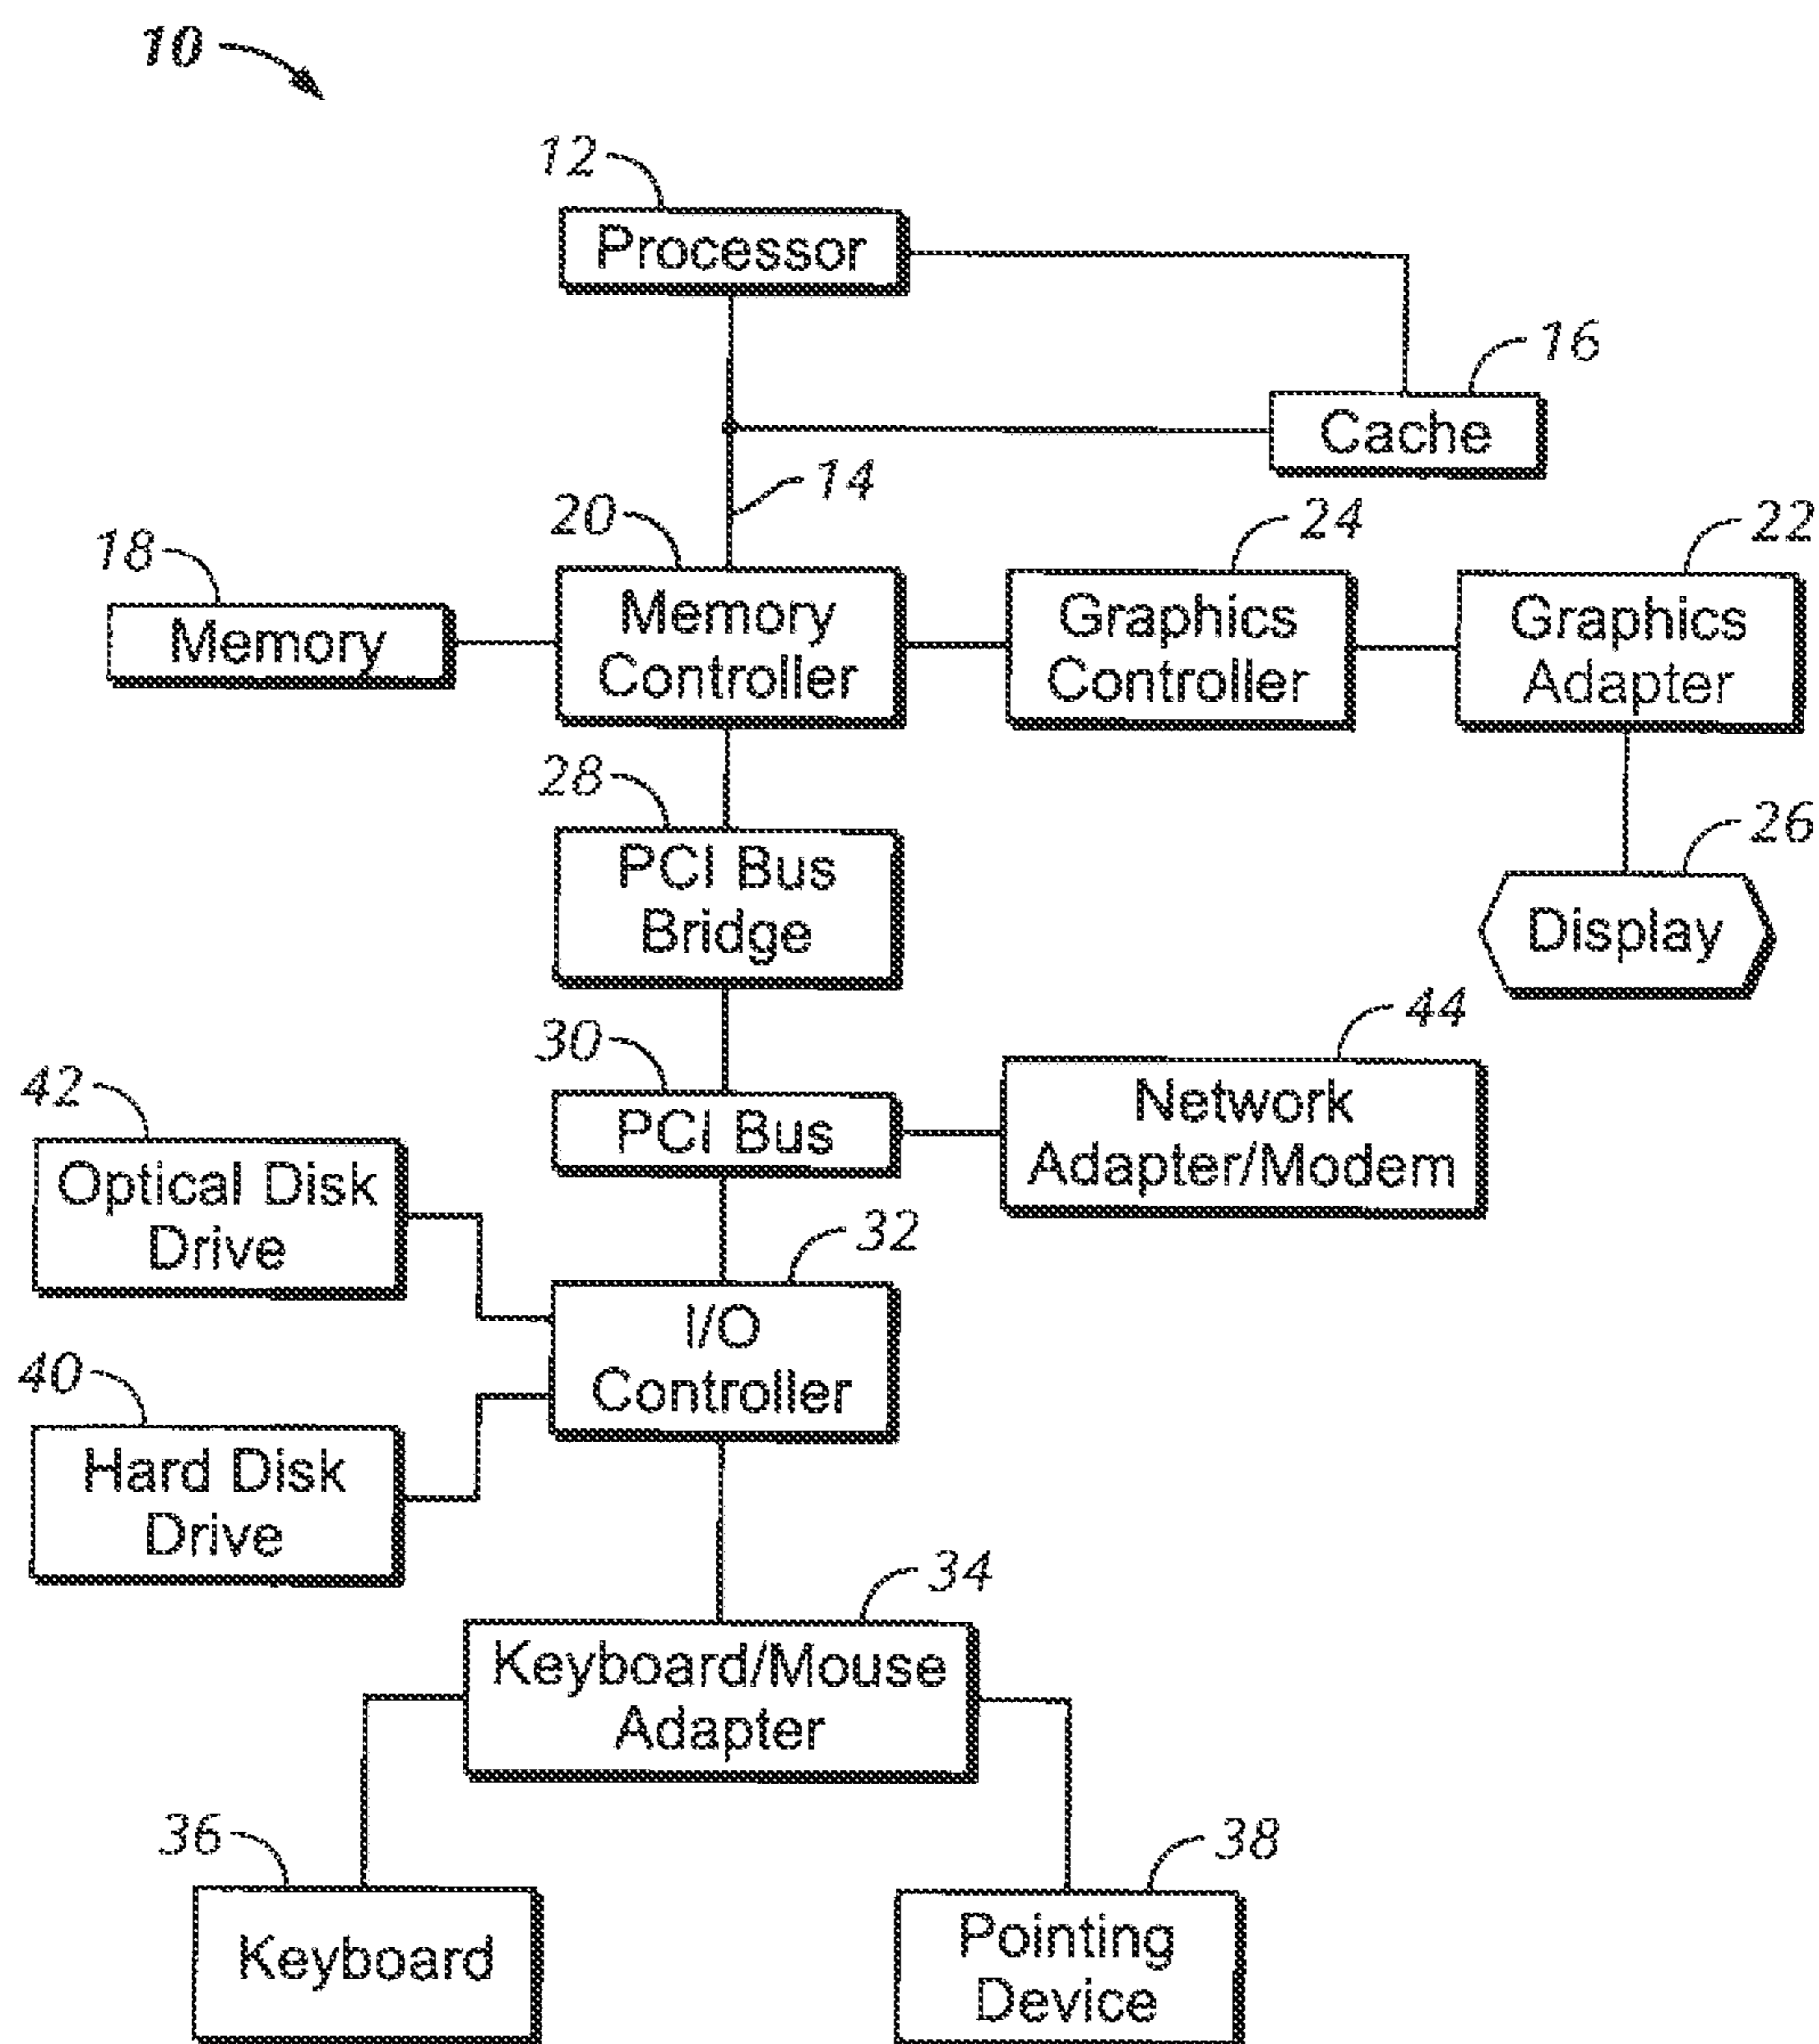 10
12
Processor
16
Cache
14
20
24
22
18
Memory
Memory
Controller
Graphics
Controller
Graphics
Adapter
28
26
PCI Bus
Bridge
Display
44
30
42
PCI Bus
Network
Adapter/Modem
Optical Disk
Drive
32
I/O
Controller
40
Hard Disk
Drive
34
Keyboard/Mouse
Adapter
36
38
Keyboard
Pointing
Device